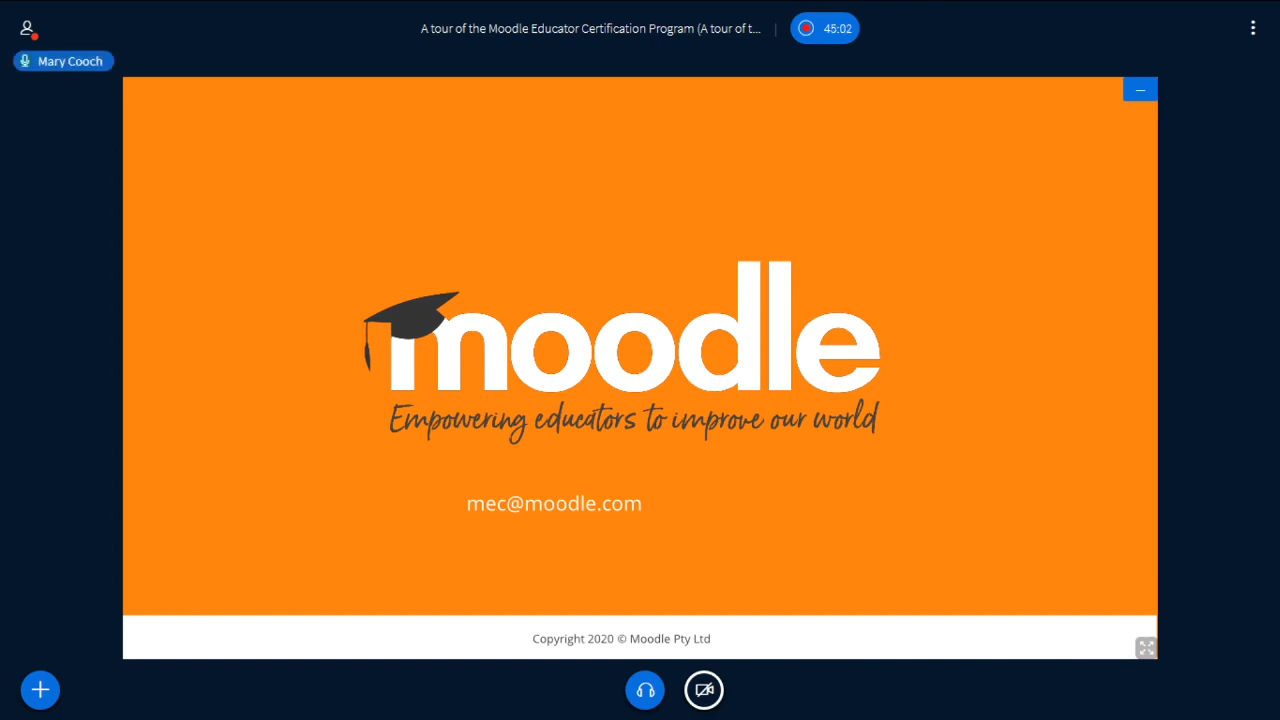 A tour of the Moodle Educator Certification Program (A tour of t...
45:02
Mary Cooch
moodle
Empowering educators to improve our world
mec@moodle.com
Copyright 2020 © Moodle Pty Ltd